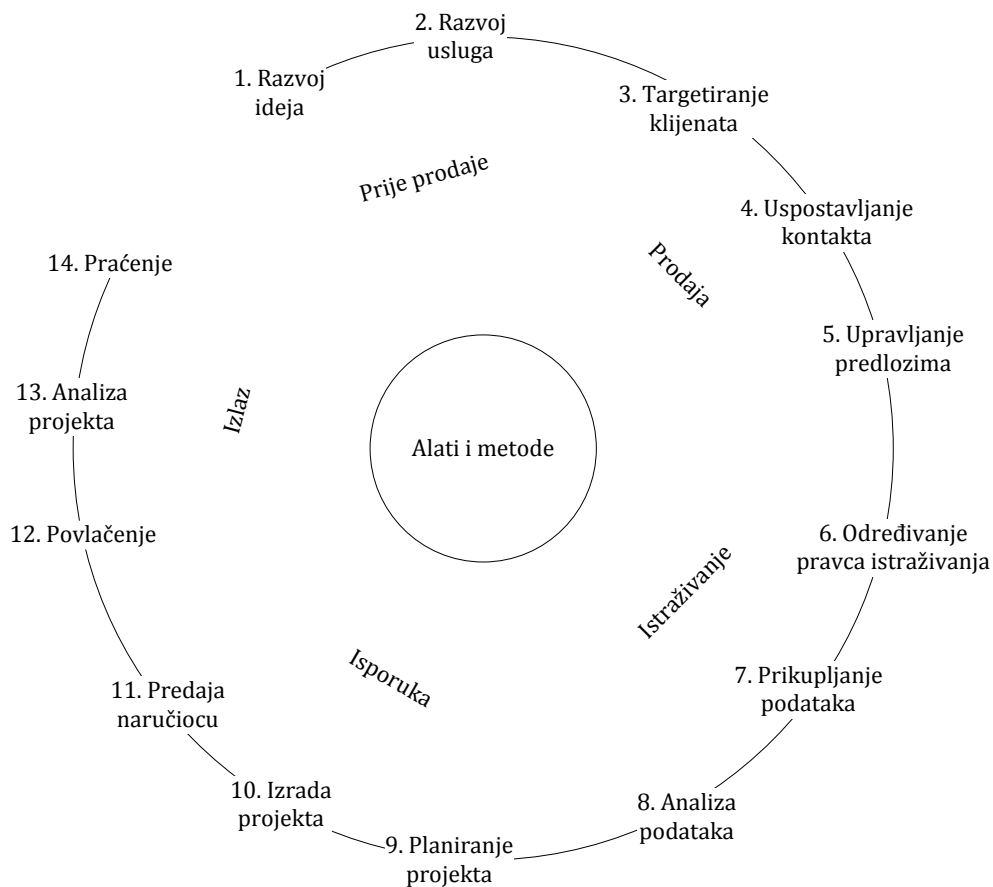 1. Razvoj
ideja
2. Razvoj
usluga
3. Targetiranje
klijenata
4. Uspostavljanje
kontakta
5. Upravljanje
predlozima
6. Određivanje
pravca istraživanja
7. Prikupljanje
podataka
8. Analiza
podataka
9. Planiranje
projekta
10. Izrada
projekta
11. Predaja
naručiocu
12. Povlačenje
13. Analiza
projekta
14. Praćenje
Prije prodaje
Prodaja
Istraživanje
Isporuka
Izlaz
Alati i metode